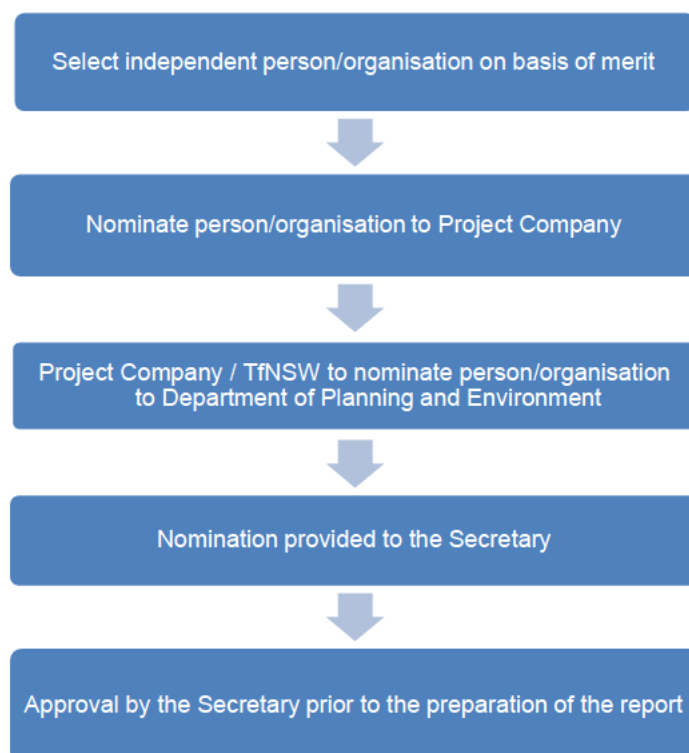 Select independent person/organisation on basis of merit
Nominate person/organisation to Project Company
Project Company / TfNSW to nominate person/organisation
to Department of Planning and Environment
Nomination provided to the Secretary
Approval by the Secretary prior to the preparation of the report